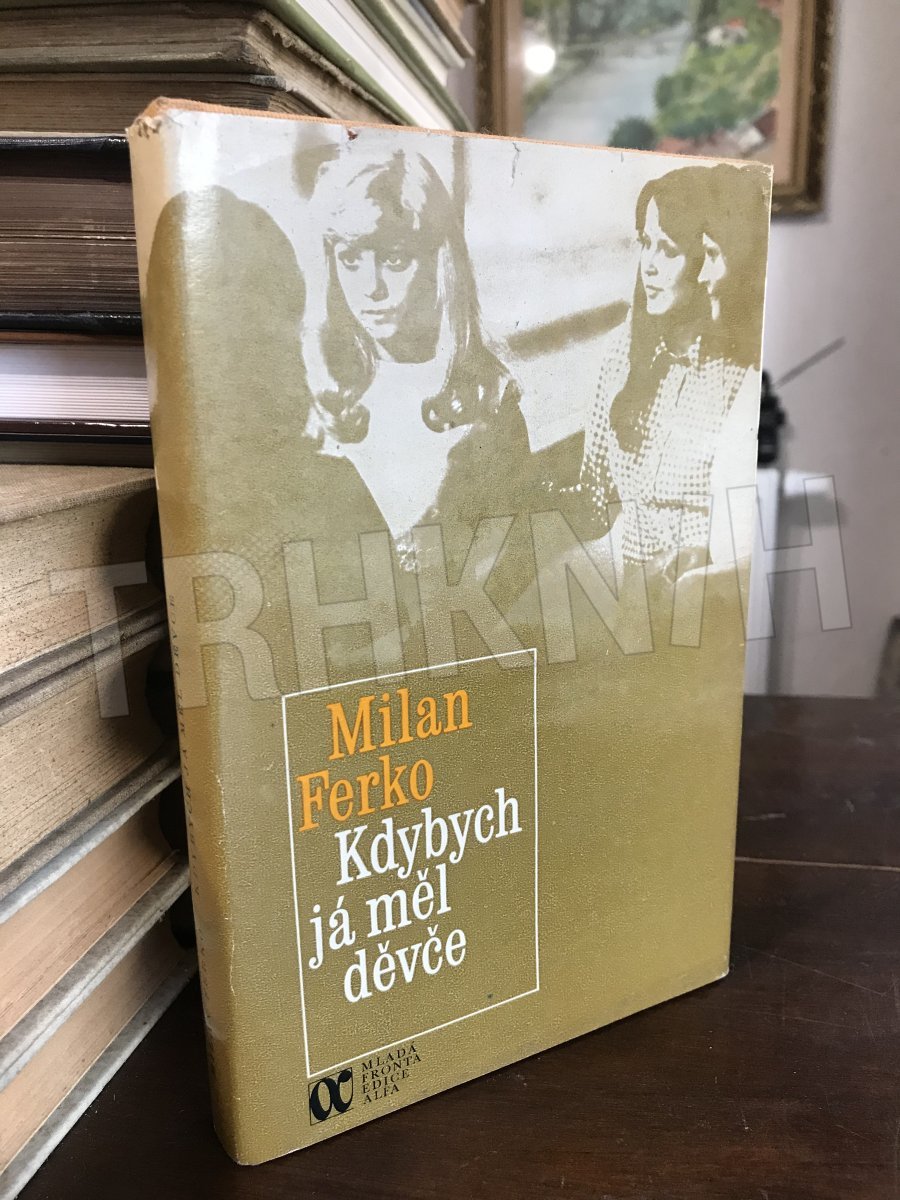 TRHKNIH
Milan
Ferko
Kdybych
já měl
děvče
MLADÁ
FRONTA
EDICE
ALFA